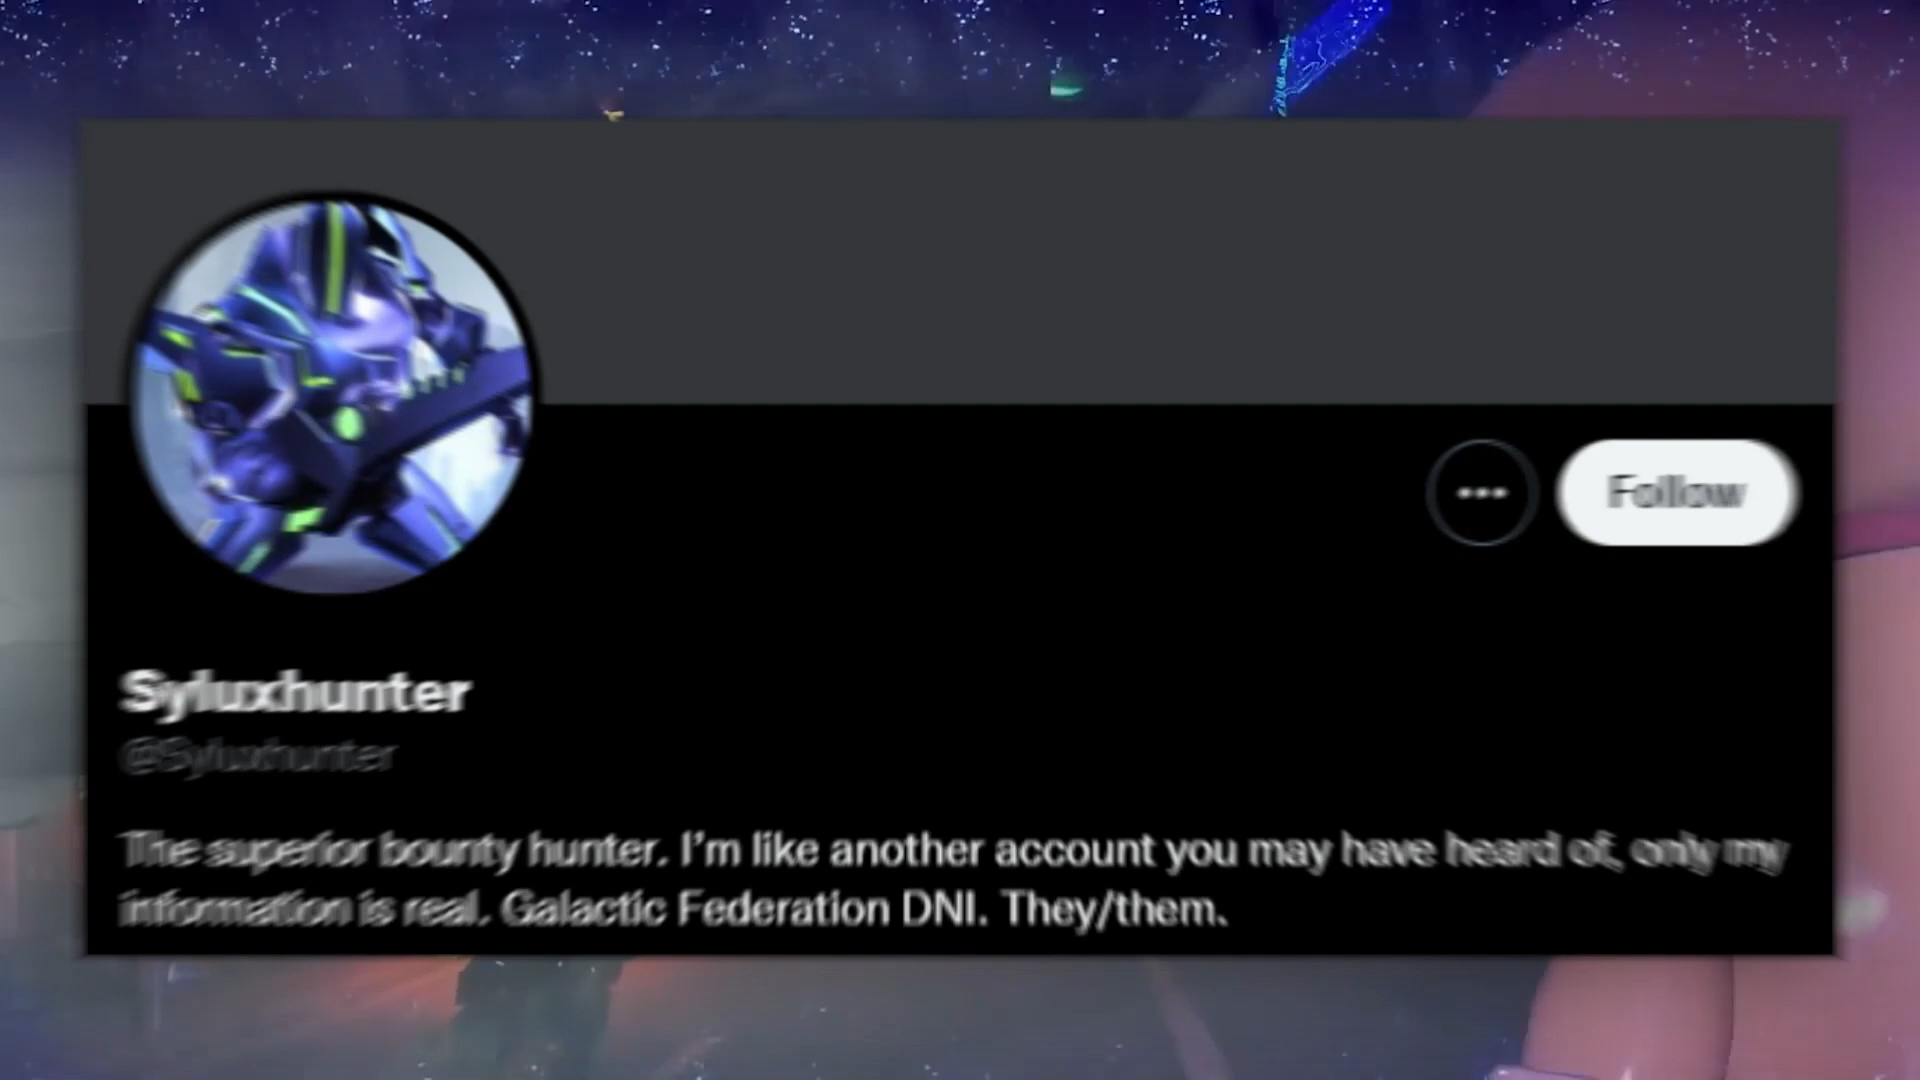 Follow
Syluxhunter
@Syluxhunter
The superior bounty hunter. I'm like another account you may have heard of, only my
information is real. Galactic Federation DNI. They/them.